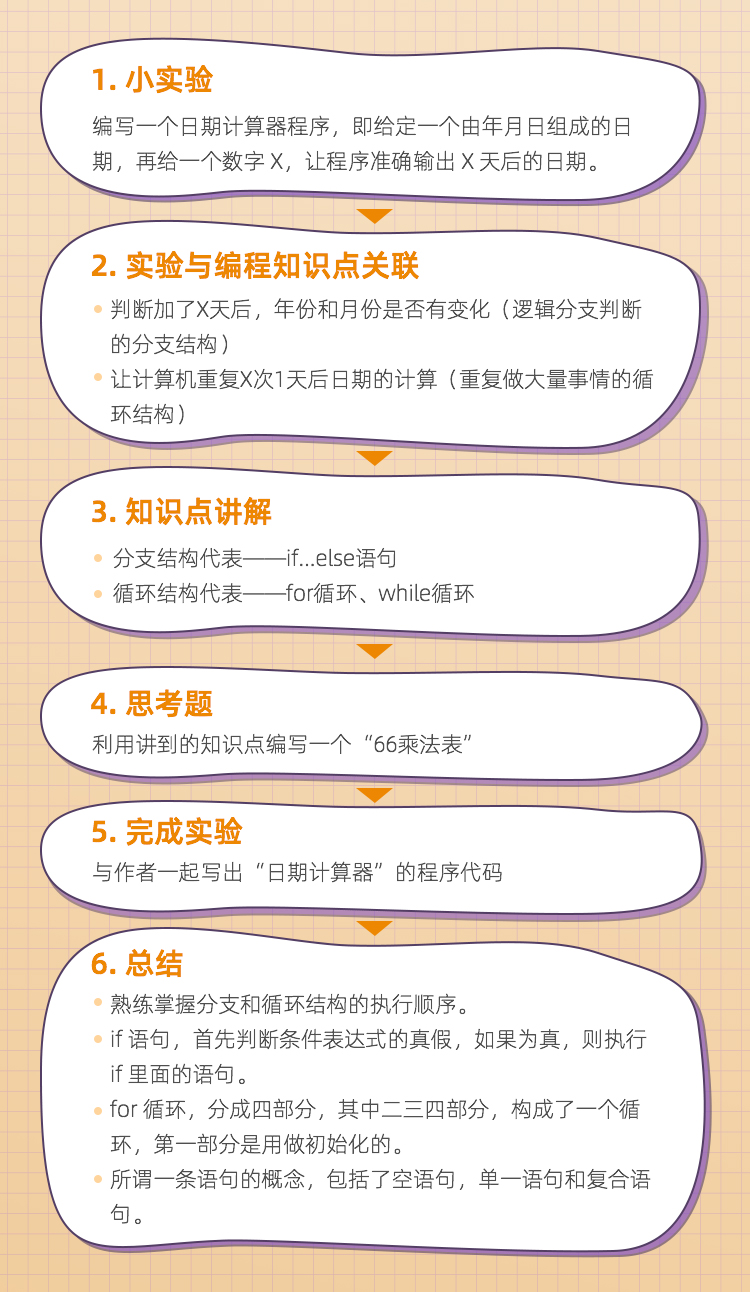 1. 小实验
编写一个日期计算器程序，即给定一个由年月日组成的日
期，再给一个数字 X，让程序准确输出 X 天后的日期。
2. 实验与编程知识点关联
判断加了X天后，年份和月份是否有变化（逻辑分支判断
的分支结构）
让计算机重复X次1天后日期的计算（重复做大量事情的循
环结构）
3. 知识点讲解
分支结构代表——if...else语句
循环结构代表——for循环、while循环
4. 思考题
利用讲到的知识点编写一个“66乘法表”
5. 完成实验
与作者一起写出“日期计算器”的程序代码
6. 总结
熟练掌握分支和循环结构的执行顺序。
if 语句，首先判断条件表达式的真假，如果为真，则执行
if 里面的语句。
for 循环，分成四部分，其中二三四部分，构成了一个循
环，第一部分是用做初始化的。
所谓一条语句的概念，包括了空语句，单一语句和复合语
句。